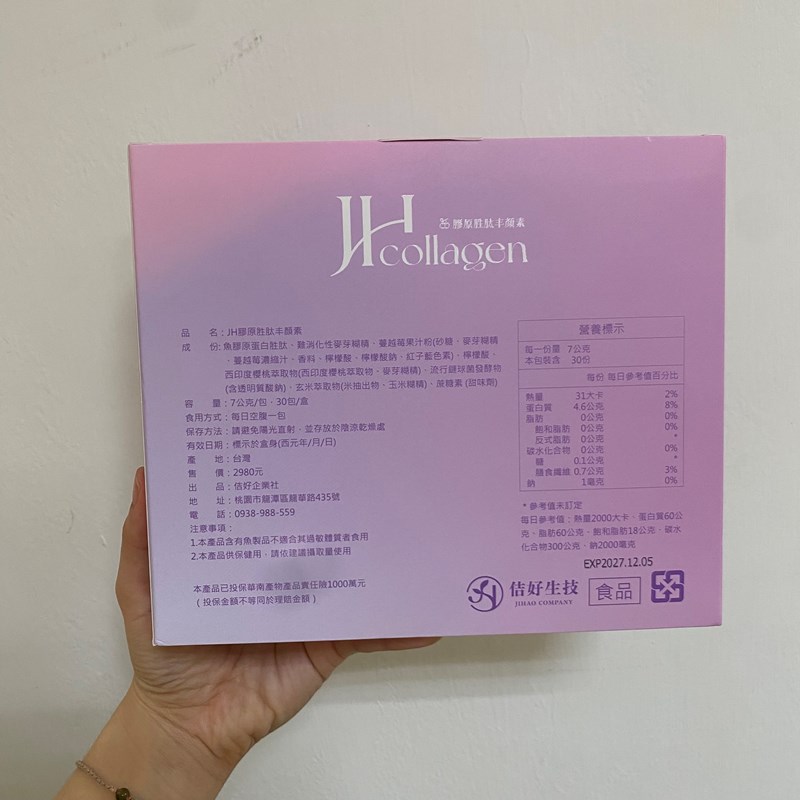 JH collagen
膠原胜肽丰顏素
品 名：JH膠原胜肽丰顏素
成 份：魚膠原蛋白胜肽、難消化性麥芽糊精、蔓越莓果汁粉(砂糖、麥芽糊精
、蔓越莓濃縮汁、香料、檸檬酸、檸檬酸鈉、紅子藍色素)、檸檬酸、
西印度櫻桃萃取物(西印度櫻桃萃取物、麥芽糊精)、流行鏈球菌發酵物
(含透明質酸鈉)、玄米萃取物(米抽出物、玉米糊精)、蔗糖素 (甜味劑)
容 量：7公克/包，30包/盒
食用方式：每日空腹一包
保存方法：請避免陽光直射，並存放於陰涼乾燥處
有效日期：標示於盒身(西元年/月/日)
產 地：台灣
售 價：2980元
出 品：佶好企業社
地 址：桃園市龍潭區龍華路435號
電 話：0938-988-559
注意事項：
1.本產品含有魚製品不適合其過敏體質者食用
2.本產品供保健用，請依建議攝取量使用
本產品已投保華南產物產品責任險1000萬元
（投保金額不等同於理賠金額）
營養標示
每一份量 7公克
本包裝含 30份
每份 每日參考值百分比
熱量 31大卡 2%
蛋白質 4.6公克 8%
脂肪 0公克 0%
飽和脂肪 0公克 0%
反式脂肪 0公克 *
碳水化合物 0公克 0%
糖 0.1公克 *
膳食纖維 0.7公克 3%
鈉 1毫克 0%
*參考值未訂定
每日參考值：熱量2000大卡、蛋白質60公
克、脂肪60公克、飽和脂肪18公克、碳水
化合物300公克、鈉2000毫克
EXP2027.12.05
佶好生技
JIHAO COMPANY
食品